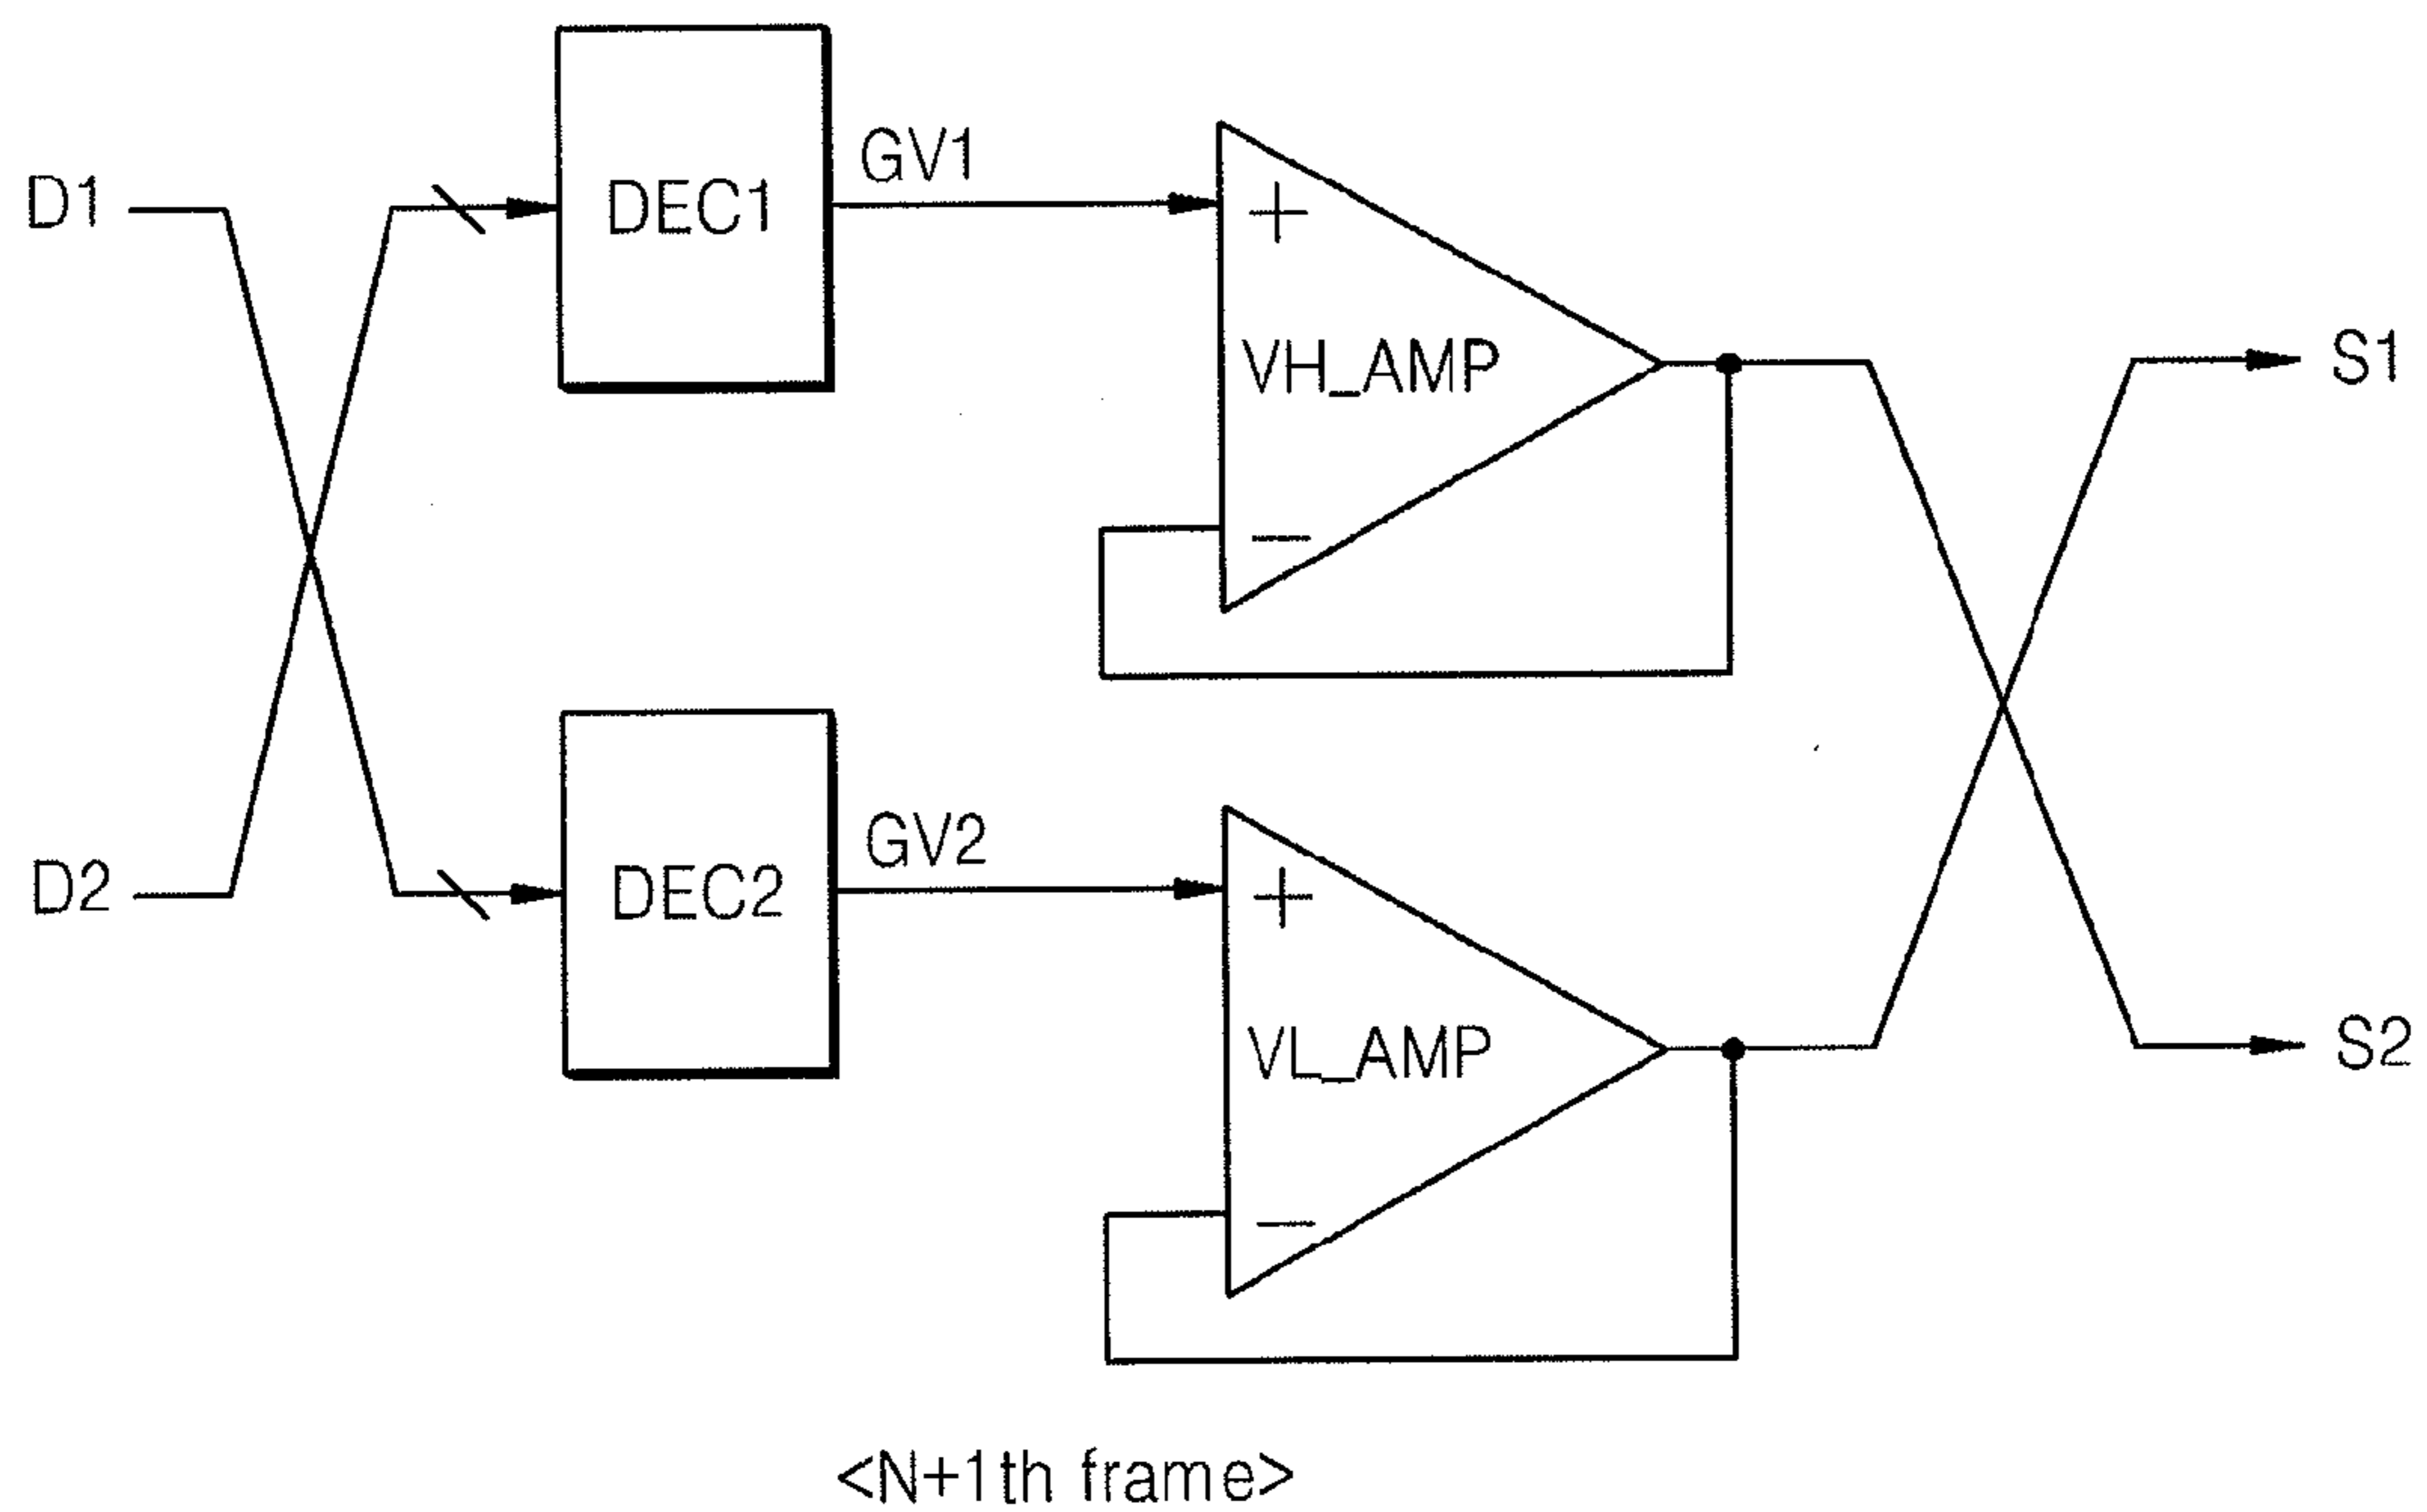 D1
DEC1
GV1
+
VH_AMP
−
S1
D2
DEC2
GV2
+
VL_AMP
−
S2
<N+1th frame>